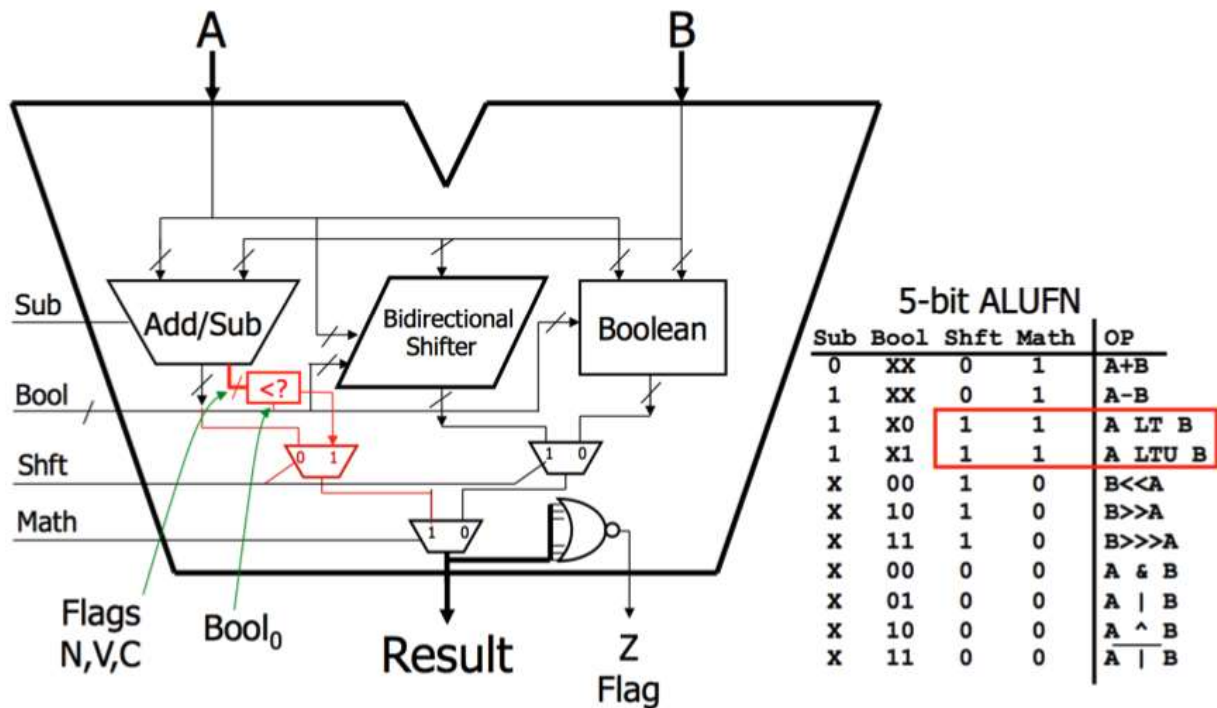 A
B
Sub
Add/Sub
Bidirectional
Shifter
Boolean
Bool
<?
Shft
0 1
1 0
Math
1 0
Flags
N,V,C
Bool₀
Result
Z
Flag
5-bit ALUFN
Sub Bool Shft Math OP
0 XX 0 1 A+B
1 XX 0 1 A-B
1 X0 1 1 A LT B
1 X1 1 1 A LTU B
X 00 1 0 B<<A
X 10 1 0 B>>A
X 11 1 0 B>>>A
X 00 0 0 A & B
X 01 0 0 A | B
X 10 0 0 A ^ B
X 11 0 0 A | B